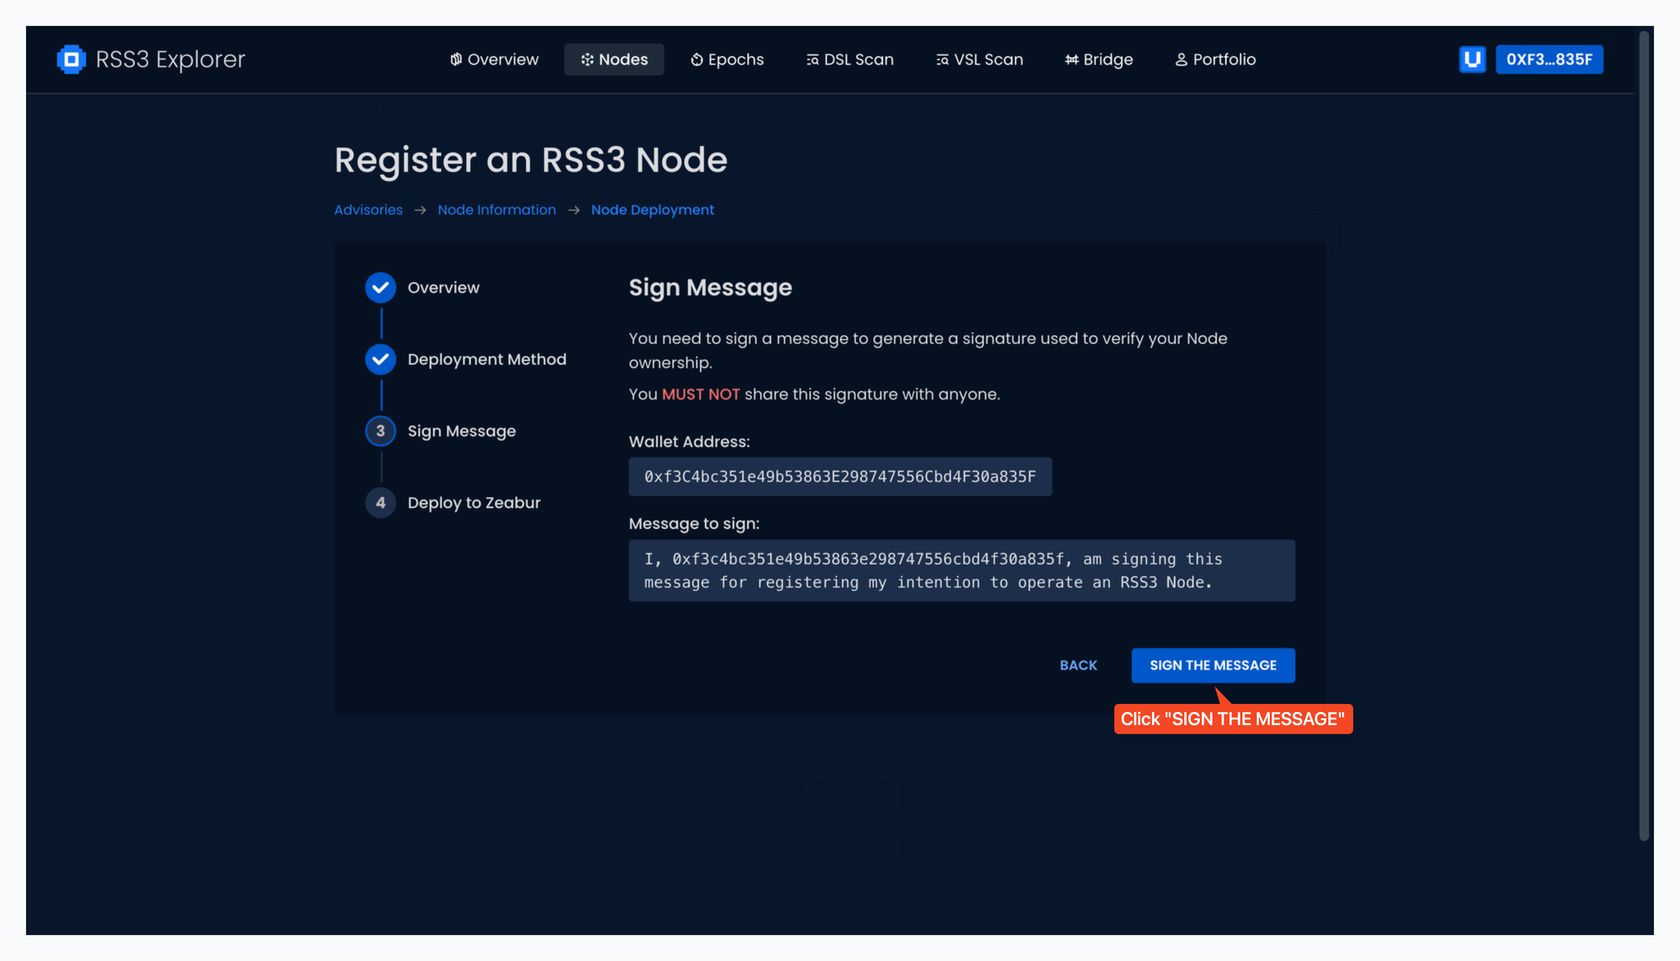 RSS3 Explorer
Overview
Nodes
Epochs
DSL Scan
VSL Scan
Bridge
Portfolio
U
0XF3...835F
Register an RSS3 Node
Advisories → Node Information → Node Deployment
Overview
Deployment Method
3 Sign Message
4 Deploy to Zeabur
Sign Message
You need to sign a message to generate a signature used to verify your Node
ownership.
You MUST NOT share this signature with anyone.
Wallet Address:
0xf3C4bc351e49b53863E298747556Cbd4F30a835F
Message to sign:
I, 0xf3c4bc351e49b53863e298747556cbd4f30a835f, am signing this
message for registering my intention to operate an RSS3 Node.
BACK
SIGN THE MESSAGE
Click "SIGN THE MESSAGE"